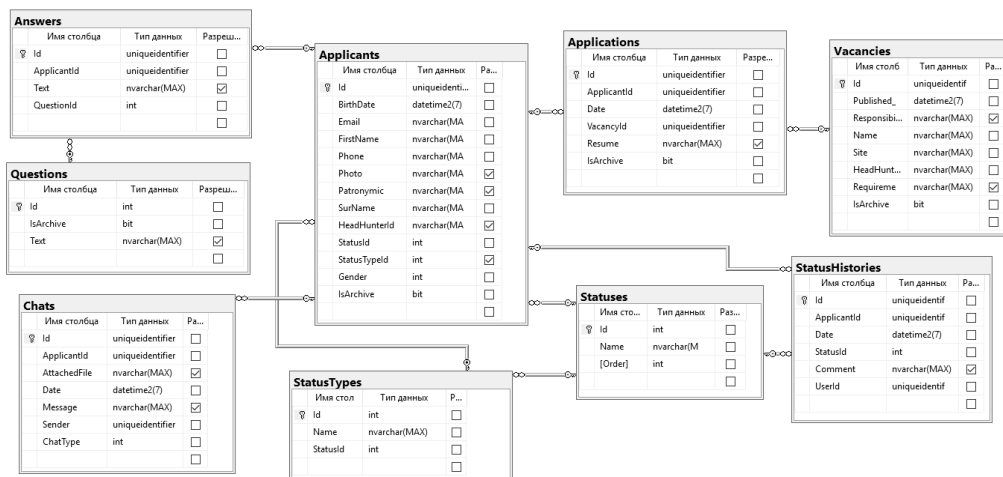 Answers
Имя столбца Тип данных Разреш...
Id uniqueidentifier
ApplicantId uniqueidentifier
Text nvarchar(MAX)
QuestionId int
Questions
Имя столбца Тип данных Разреш...
Id int
IsArchive bit
Text nvarchar(MAX)
Chats
Имя столбца Тип данных Ра...
Id uniqueidentifier
ApplicantId uniqueidentifier
AttachedFile nvarchar(MAX)
Date datetime2(7)
Message nvarchar(MAX)
Sender uniqueidentifier
ChatType int
Applicants
Имя столбца Тип данных Ра...
Id uniqueidenti...
BirthDate datetime2(7)
Email nvarchar(MA
FirstName nvarchar(MA
Phone nvarchar(MA
Photo nvarchar(MA
Patronymic nvarchar(MA
SurName nvarchar(MA
HeadHunterId nvarchar(MA
StatusId int
StatusTypeId int
Gender int
IsArchive bit
StatusTypes
Имя стол Тип данных Р...
Id int
Name nvarchar(MAX)
StatusId int
Applications
Имя столбца Тип данных Разре...
Id uniqueidentifier
ApplicantId uniqueidentifier
Date datetime2(7)
VacancyId uniqueidentifier
Resume nvarchar(MAX)
IsArchive bit
Statuses
Имя сто... Тип данных Раз...
Id int
Name nvarchar(M
[Order] int
Vacancies
Имя столб Тип данных Ра...
Id uniqueidentif
Published_ datetime2(7)
Responsibi... nvarchar(MAX)
Name nvarchar(MAX)
Site nvarchar(MAX)
HeadHunt... nvarchar(MAX)
Requireme nvarchar(MAX)
IsArchive bit
StatusHistories
Имя столбца Тип данных Ра...
Id uniqueidentif
ApplicantId uniqueidentif
Date datetime2(7)
StatusId int
Comment nvarchar(MAX)
UserId uniqueidentif